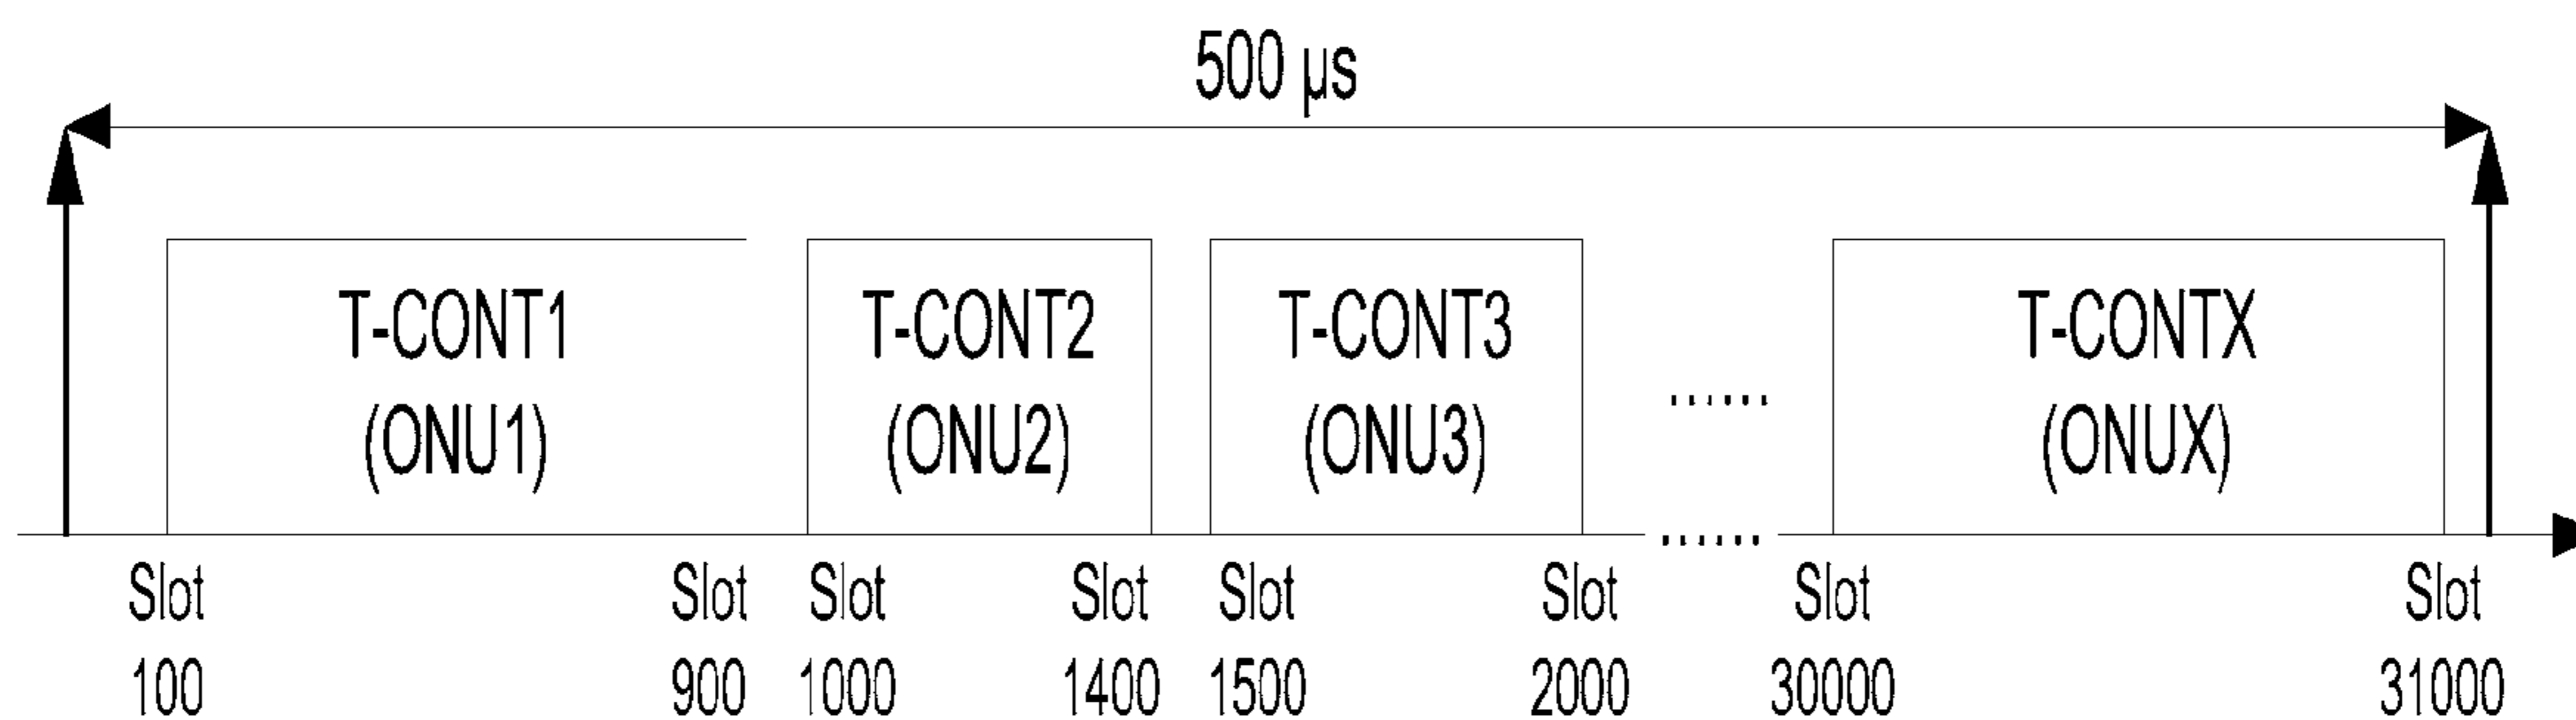 500 μs
T-CONT1 T-CONT2 T-CONT3 ...... T-CONTX
(ONU1) (ONU2) (ONU3) (ONUX)
......
Slot Slot Slot Slot Slot Slot Slot Slot
100 900 1000 1400 1500 2000 30000 31000